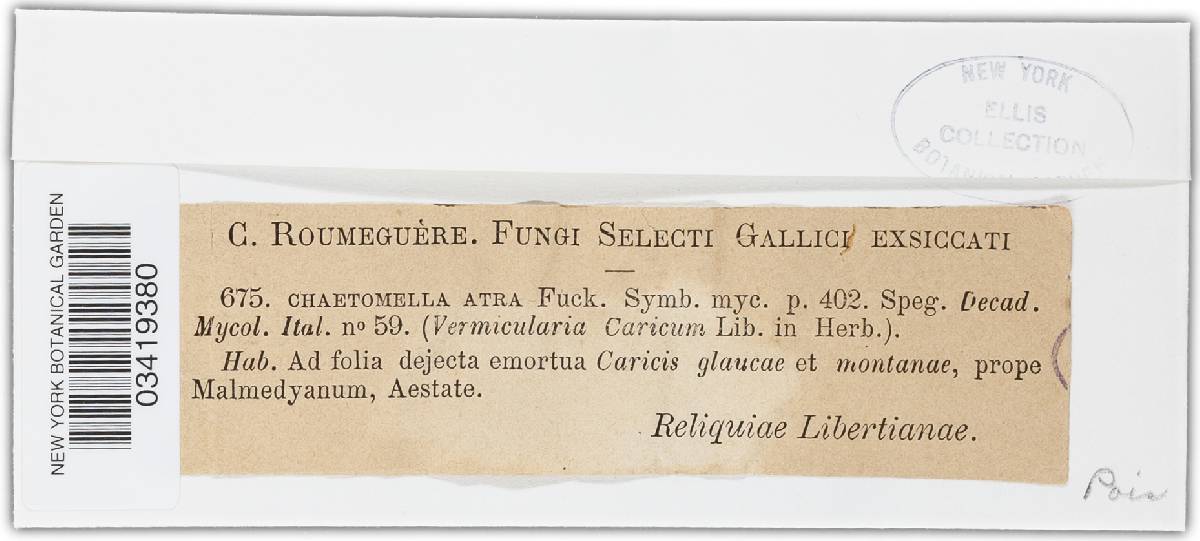 NEW YORK
ELLIS
COLLECTION
NEW YORK BOTANICAL GARDEN
03419380
C. ROUMEGUÈRE. FUNGI SELECTI GALLICI EXSICCATI
—
675. CHAETOMELLA ATRA Fuck. Symb. myc. p. 402. Speg. Decad.
Mycol. Ital. nº 59. (Vermicularia Caricum Lib. in Herb.).
Hab. Ad folia dejecta emortua Caricis glaucae et montanae, prope
Malmedyanum, Aestate.
Reliquiae Libertianae.
Pois